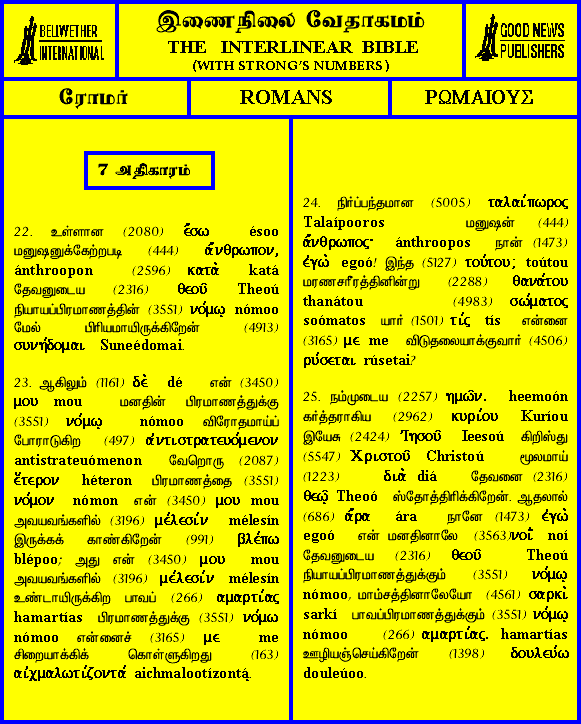 BELLWETHER
INTERNATIONAL
இணைநிலை வேதாகமம்
THE INTERLINEAR BIBLE
(WITH STRONG'S NUMBERS)
GOOD NEWS
PUBLISHERS
ரோமர்
ROMANS
ΡΩΜΑΙΟΥΣ
7 அதிகாரம்
22. உள்ளான (2080) ἔσω ésoo
மனுஷனுக்கேற்றபடி (444) ἄνθρωπον,
ánthroopon (2596) κατὰ katá
தேவனுடைய (2316) θεοῦ Theoú
நியாயப்பிரமாணத்தின் (3551) νόμῳ nómoo
மேல் பிரியமாயிருக்கிறேன் (4913)
συνήδομαι Suneédomai.
23. ஆகிலும் (1161) δὲ dé என் (3450)
μου mou மனதின் பிரமாணத்துக்கு
(3551) νόμῳ nómoo விரோதமாய்ப்
போராடுகிற (497) ἀντιστρατευόμενον
antistrateuómenon வேறொரு (2087)
ἕτερον héteron பிரமாணத்தை (3551)
νόμον nómon என் (3450) μου mou
அவயவங்களில் (3196) μέλεσίν mélesín
இருக்கக் காண்கிறேன் (991) βλέπω
blépoo; அது என் (3450) μου mou
அவயவங்களில் (3196) μέλεσίν mélesín
உண்டாயிருக்கிற பாவப் (266) αμαρτίας
hamartías பிரமாணத்துக்கு (3551) νόμω
nómoo என்னைச் (3165) με me
சிறையாக்கிக் கொள்ளுகிறது (163)
αἰχμαλωτίζοντά aichmalootízontą.
24. நிர்ப்பந்தமான (5005) ταλαίπωρος
Talaípooros மனுஷன் (444)
ἄνθρωπος· ánthroopos நான் (1473)
ἐγὼ egoó! இந்த (5127) τούτου; toútou
மரணசரீரத்தினின்று (2288) θανάτου
thanátou (4983) σώματος
soómatos யார் (1501) τίς tís என்னை
(3165) με me விடுதலையாக்குவார் (4506)
ρύσεται rúsetai?
25. நம்முடைய (2257) ημῶν. heemoón
கர்த்தராகிய (2962) κυρίου Kuríou
இயேசு (2424) Ἰησοῦ Ieesoú கிறிஸ்து
(5547) Χριστοῦ Christoú மூலமாய்
(1223) διὰ diá தேவனை (2316)
θεῷ Theoó ஸ்தோத்திரிக்கிறேன். ஆதலால்
(686) ἄρα ára நானே (1473) ἐγὼ
egoó என் மனதினாலே (3563)νοῒ noí
தேவனுடைய (2316) θεοῦ Theoú
நியாயப்பிரமாணத்துக்கும் (3551) νόμῳ
nómoo, மாம்சத்தினாலேயோ (4561) σαρκὶ
sarkí பாவப்பிரமாணத்துக்கும் (3551) νόμῳ
nómoo (266) αμαρτίας. hamartías
ஊழியஞ்செய்கிறேன் (1398) δουλεύω
douleúoo.